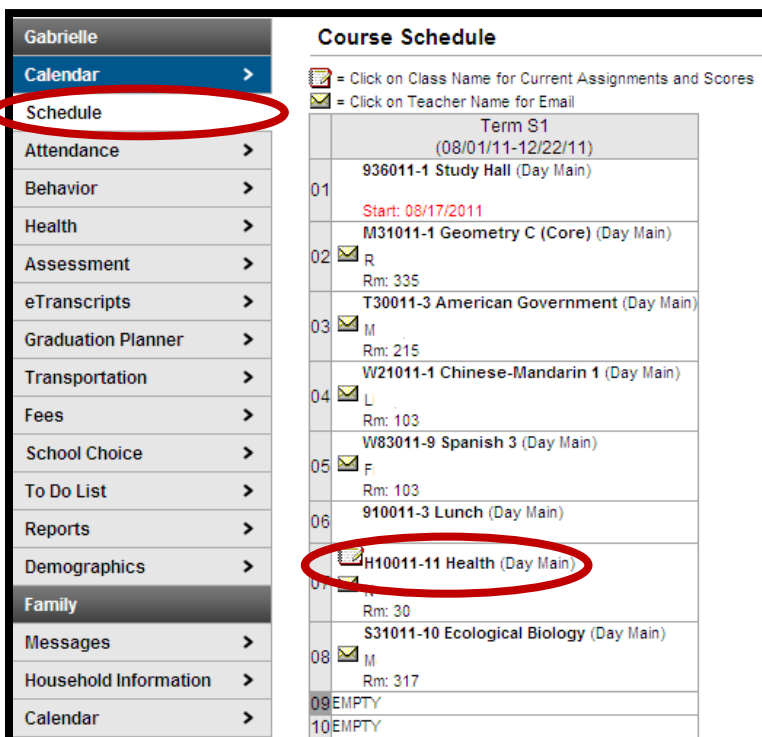 Gabrielle
Calendar >
Schedule
Attendance >
Behavior >
Health >
Assessment >
eTranscripts >
Graduation Planner >
Transportation >
Fees >
School Choice >
To Do List >
Reports >
Demographics >
Family
Messages >
Household Information >
Calendar >
Course Schedule
= Click on Class Name for Current Assignments and Scores
= Click on Teacher Name for Email
Term S1
(08/01/11-12/22/11)
01
936011-1 Study Hall (Day Main)
Start: 08/17/2011
02
M31011-1 Geometry C (Core) (Day Main)
R
Rm: 335
03
T30011-3 American Government (Day Main)
M
Rm: 215
04
W21011-1 Chinese-Mandarin 1 (Day Main)
Rm: 103
05
W83011-9 Spanish 3 (Day Main)
F
Rm: 103
06
910011-3 Lunch (Day Main)
07
H10011-11 Health (Day Main)
Rm: 30
08
S31011-10 Ecological Biology (Day Main)
M
Rm: 317
09 EMPTY
10 EMPTY